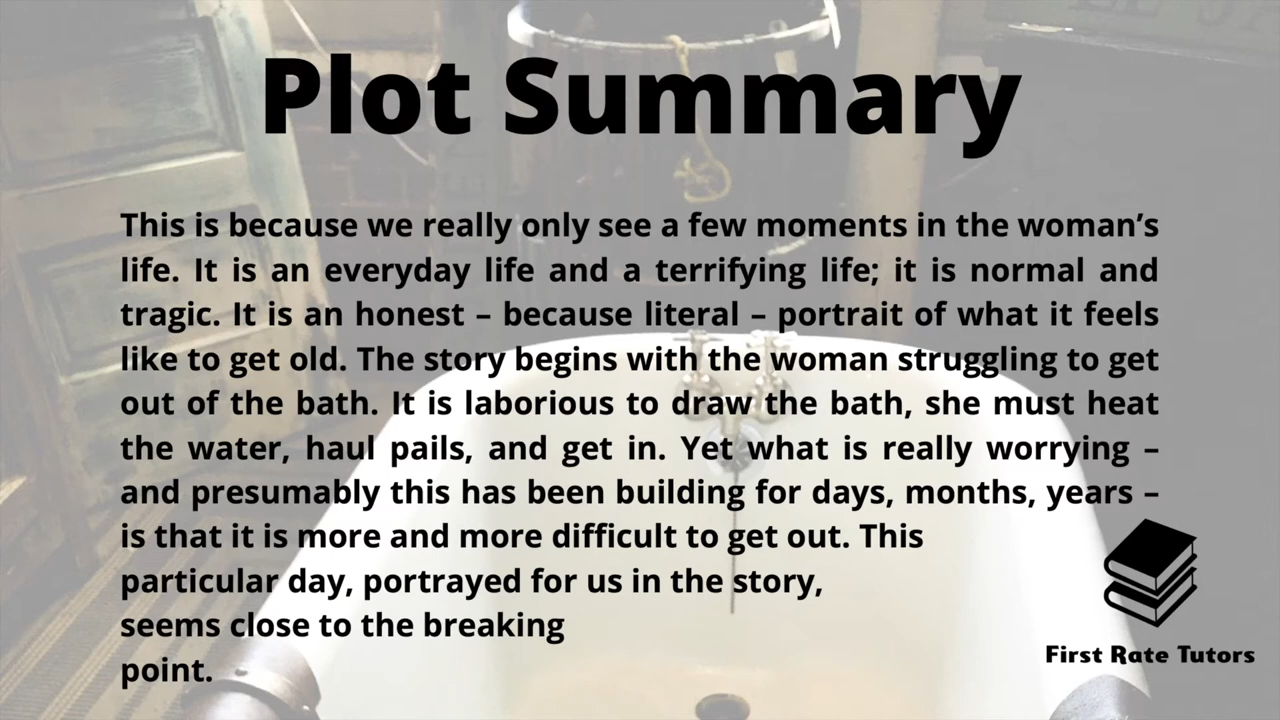 Plot Summary
This is because we really only see a few moments in the woman’s
life. It is an everyday life and a terrifying life; it is normal and
tragic. It is an honest – because literal – portrait of what it feels
like to get old. The story begins with the woman struggling to get
out of the bath. It is laborious to draw the bath, she must heat
the water, haul pails, and get in. Yet what is really worrying –
and presumably this has been building for days, months, years –
is that it is more and more difficult to get out. This
particular day, portrayed for us in the story,
seems close to the breaking
point.
First Rate Tutors